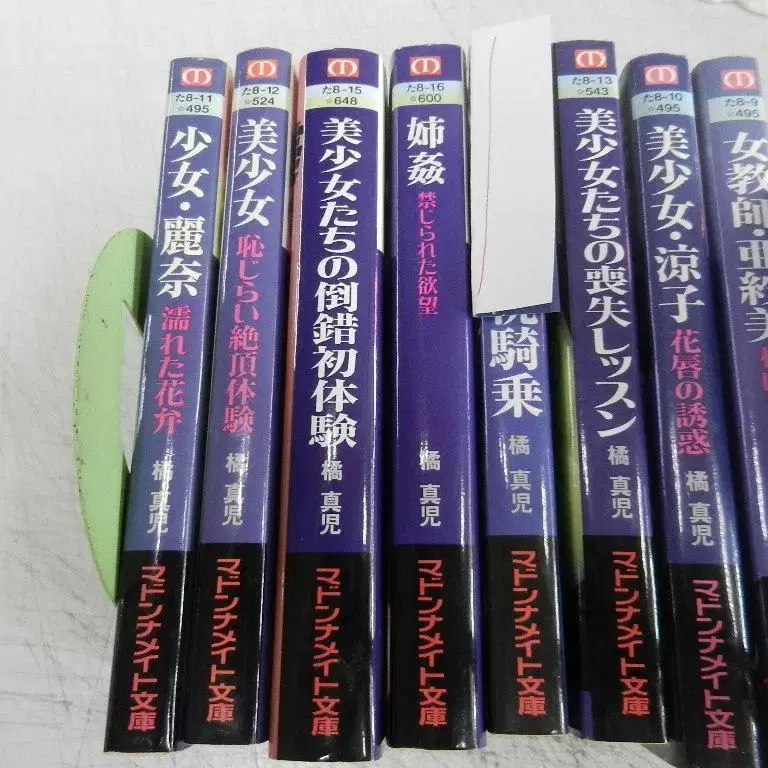 た8-11
☆495
少女・麗奈 濡れた花弁
橘 真児
マドンナメイト文庫
た8-12
☆524
美少女 恥じらい絶頂体験
橘 真児
マドンナメイト文庫
た8-15
☆648
美少女たちの倒錯初体験
橘 真児
マドンナメイト文庫
た8-16
☆600
姉姦 禁じられた欲望
橘 真児
マドンナメイト文庫
騎乗
橘 真児
マドンナメイト文庫
た8-13
☆543
美少女たちの喪失レッスン
橘 真児
マドンナメイト文庫
た8-10
☆495
美少女・涼子 花唇の誘惑
橘 真児
マドンナメイト文庫
た8-9
☆495
女教師・亜紗美